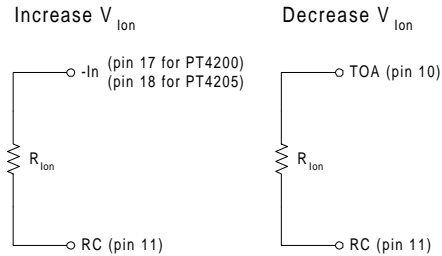 Increase V Ion
-In (pin 17 for PT4200)
(pin 18 for PT4205)
R Ion
RC (pin 11)
Decrease V Ion
TOA (pin 10)
R Ion
RC (pin 11)